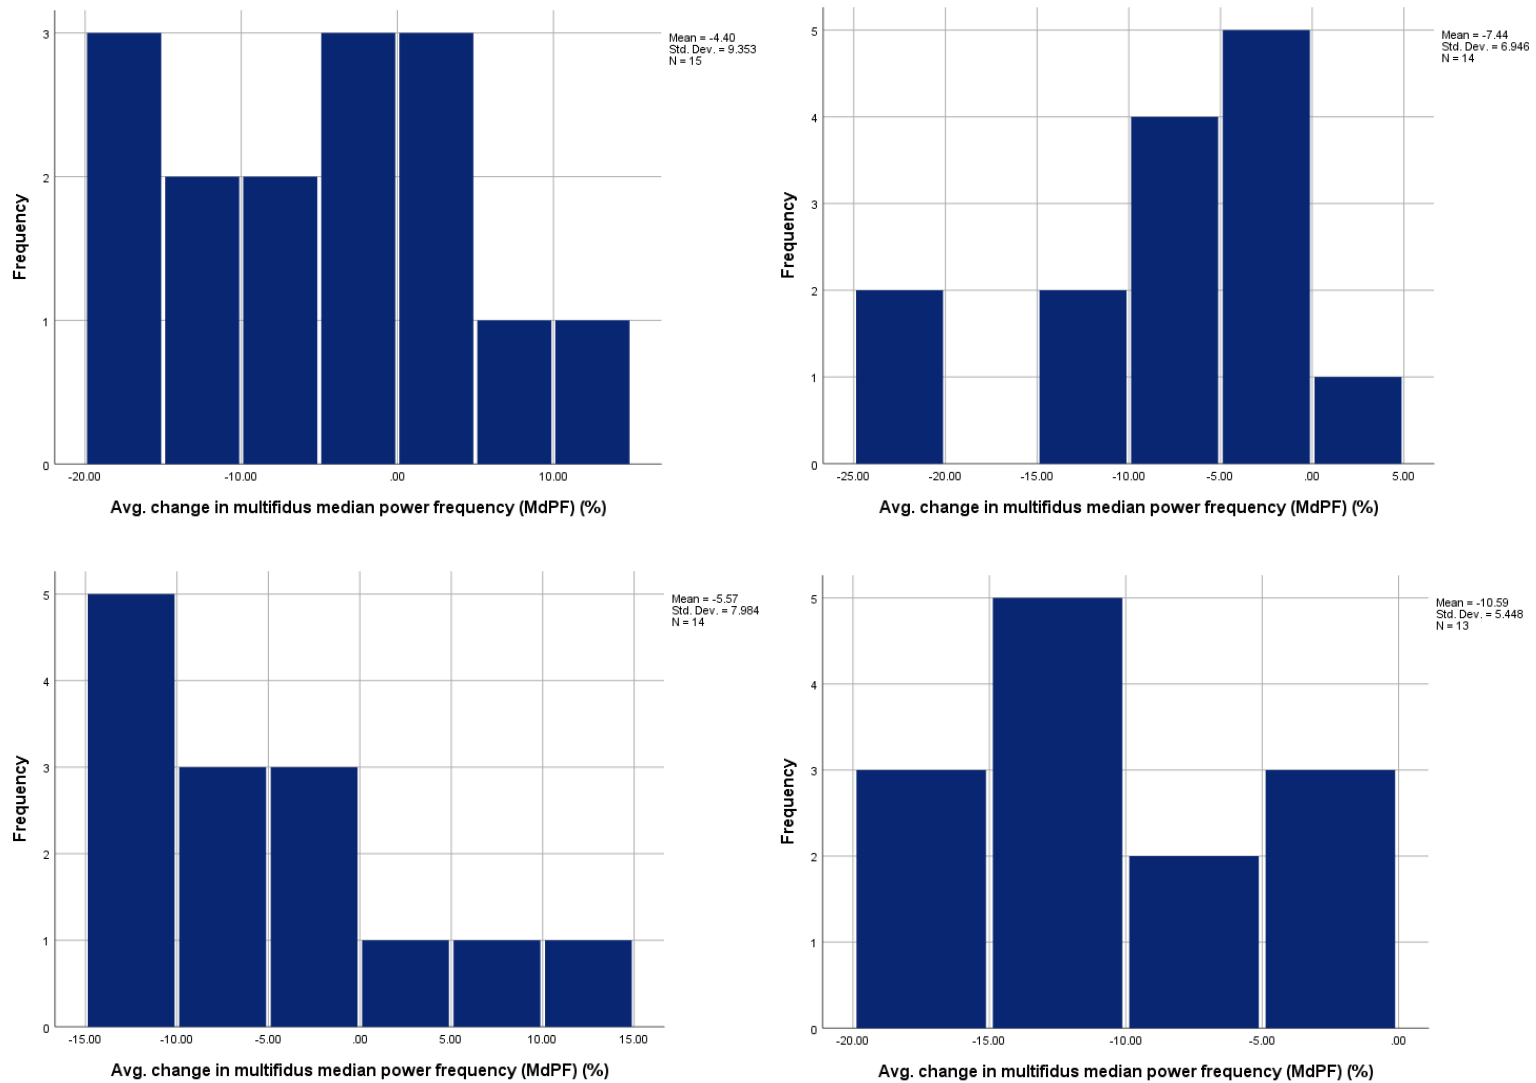 3
2
1
0
Frequency
-20.00
-10.00
.00
10.00
Avg. change in multifidus median power frequency (MdPF) (%)
Mean = -4.40
Std. Dev. = 9.353
N = 15
5
4
3
2
1
0
Frequency
-25.00
-20.00
-15.00
-10.00
-5.00
.00
5.00
Avg. change in multifidus median power frequency (MdPF) (%)
Mean = -7.44
Std. Dev. = 6.946
N = 14
5
4
3
2
1
0
Frequency
-15.00
-10.00
-5.00
.00
5.00
10.00
15.00
Avg. change in multifidus median power frequency (MdPF) (%)
Mean = -5.57
Std. Dev. = 7.984
N = 14
5
4
3
2
1
0
Frequency
-20.00
-15.00
-10.00
-5.00
.00
Avg. change in multifidus median power frequency (MdPF) (%)
Mean = -10.59
Std. Dev. = 5.448
N = 13